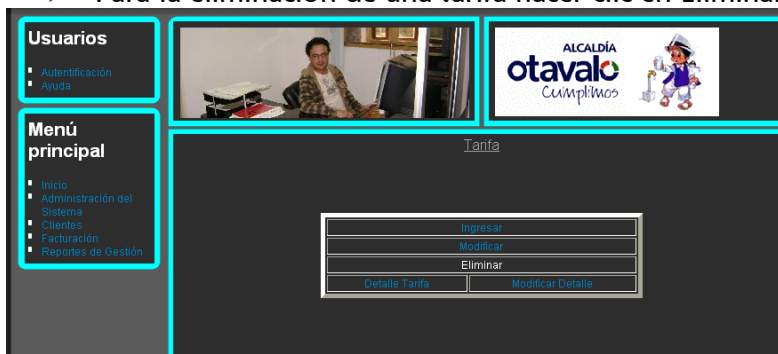 Para la eliminación de una tarifa hacer clic en Eliminar
Usuarios
Autentificación
Ayuda
ALCALDÍA
otavalo
Cumplimos
Menú
principal
Inicio
Administración del
Sistema
Clientes
Facturación
Reportes de Gestión
Tarifa
Ingresar
Modificar
Eliminar
Detalle Tarifa
Modificar Detalle